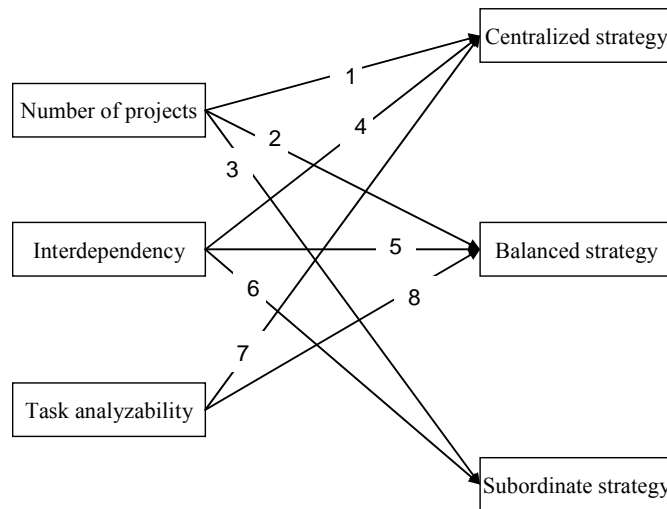 Centralized strategy
1
Number of projects
4
2
3
Interdependency
5
Balanced strategy
6
8
7
Task analyzability
Subordinate strategy